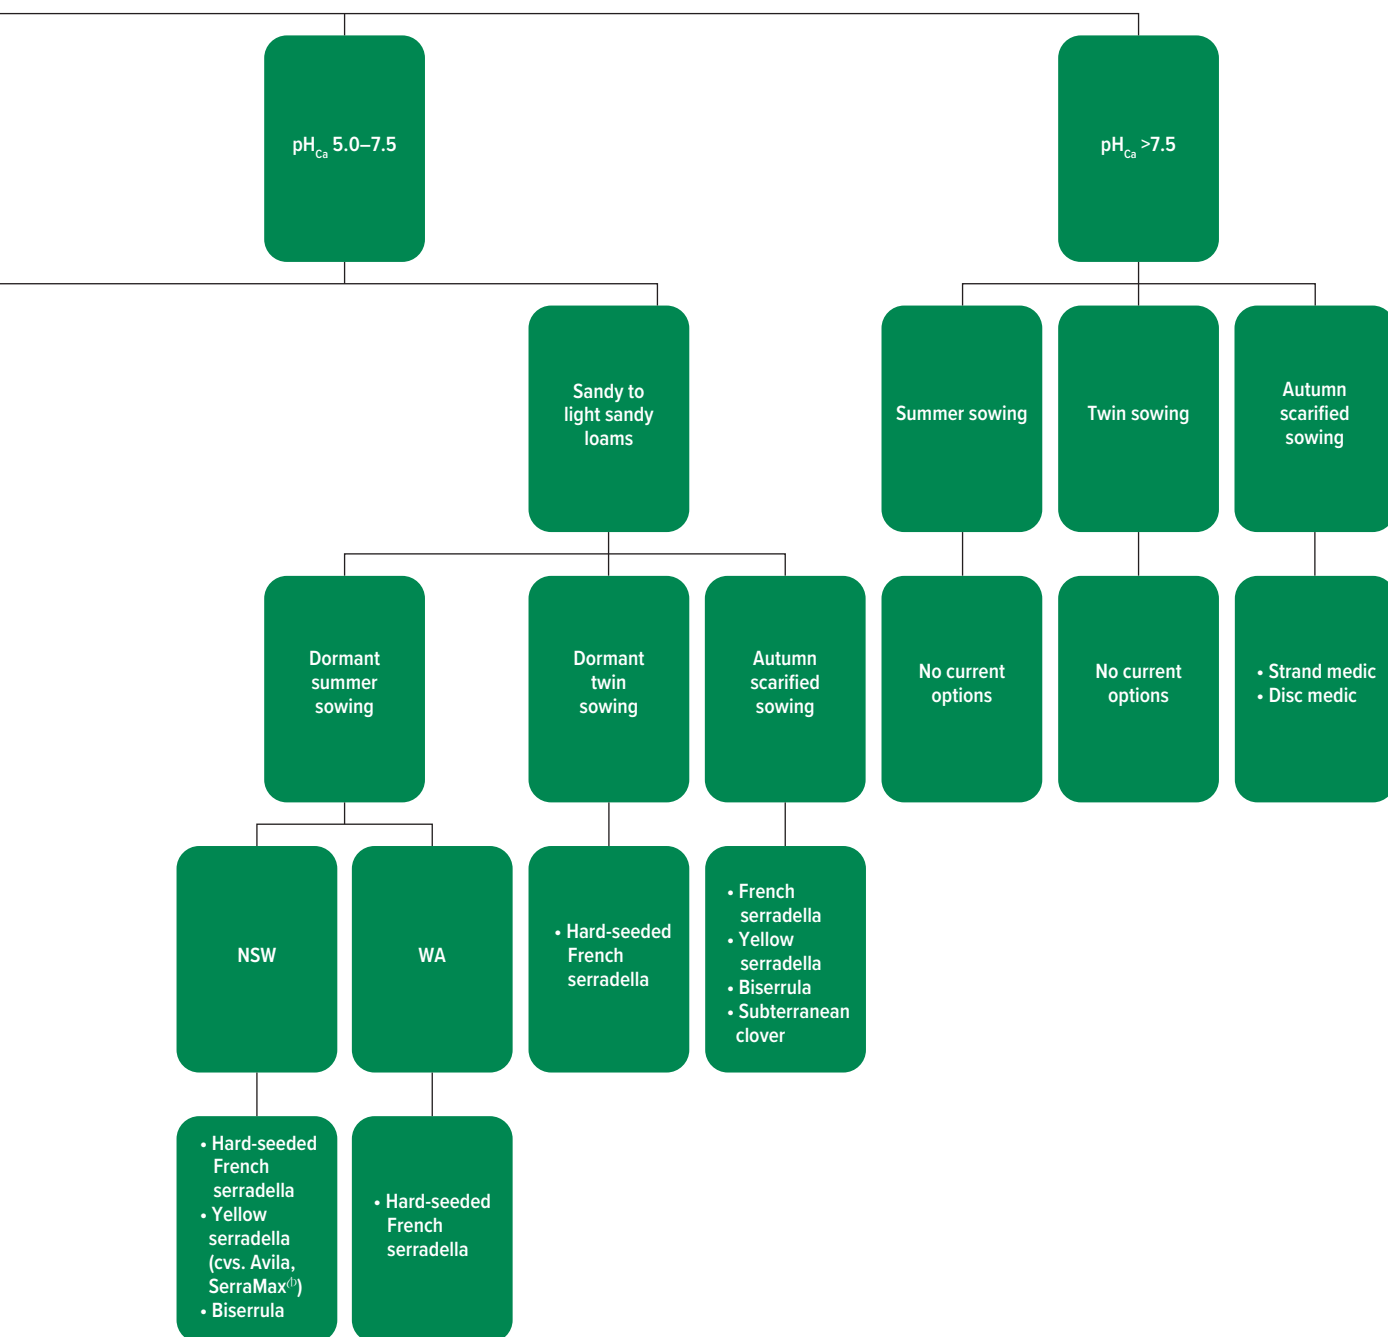 pHCa 5.0–7.5
pHCa >7.5
Sandy to
light sandy
loams
Summer sowing
Twin sowing
Autumn
scarified
sowing
Dormant
summer
sowing
Dormant
twin
sowing
Autumn
scarified
sowing
No current
options
No current
options
• Strand medic
• Disc medic
NSW
WA
• Hard-seeded
French
serradella
• French
serradella
• Yellow
serradella
• Biserrula
• Subterranean
clover
• Hard-seeded
French
serradella
• Yellow
serradella
(cvs. Avila,
SerraMax)
• Biserrula
• Hard-seeded
French
serradella